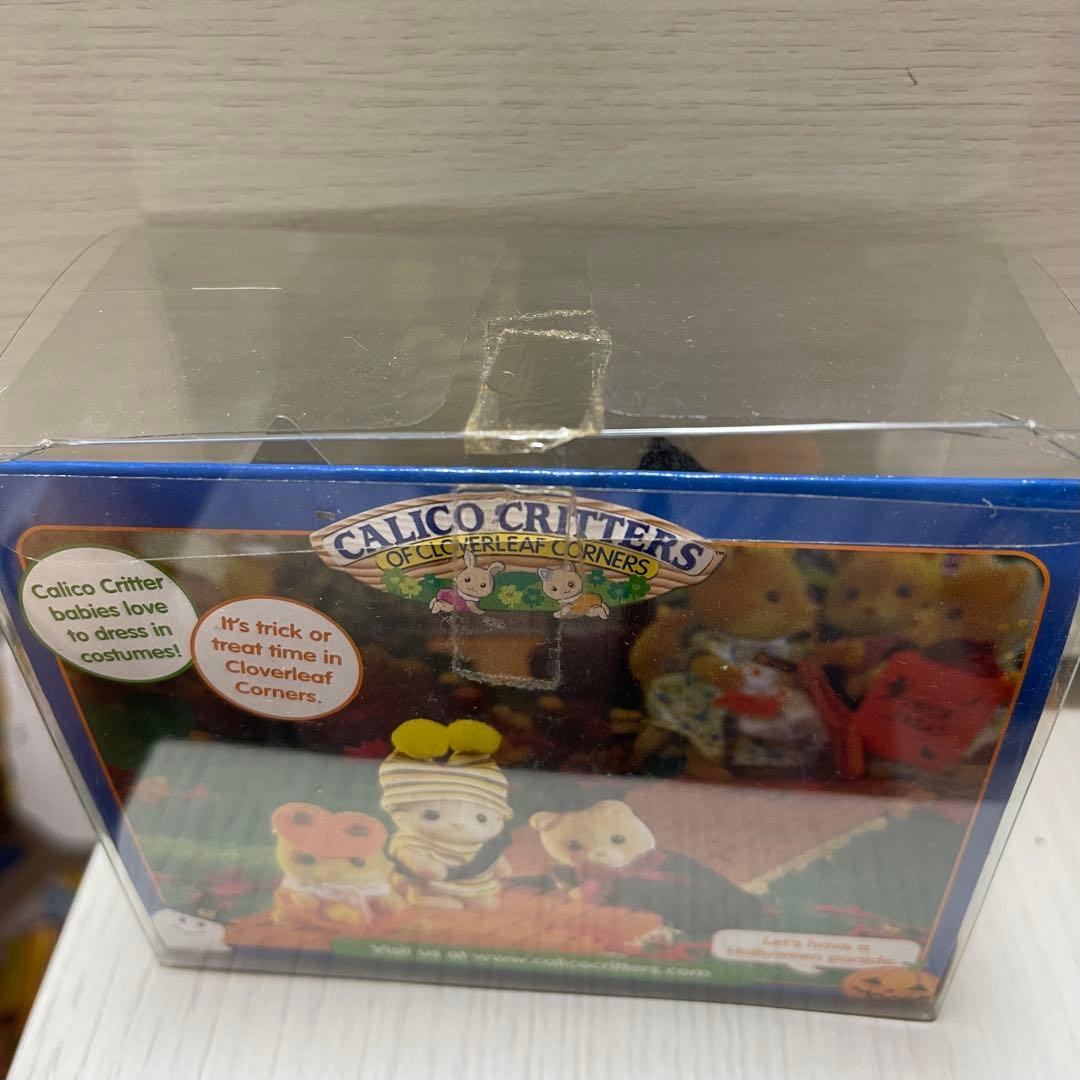 CALICO CRITTERS™
OF CLOVERLEAF CORNERS
Calico Critter
babies love
to dress in
costumes!
It's trick or
treat time in
Cloverleaf
Corners.
Let's have a
Halloween parade.
Visit us at www.calicocritters.com